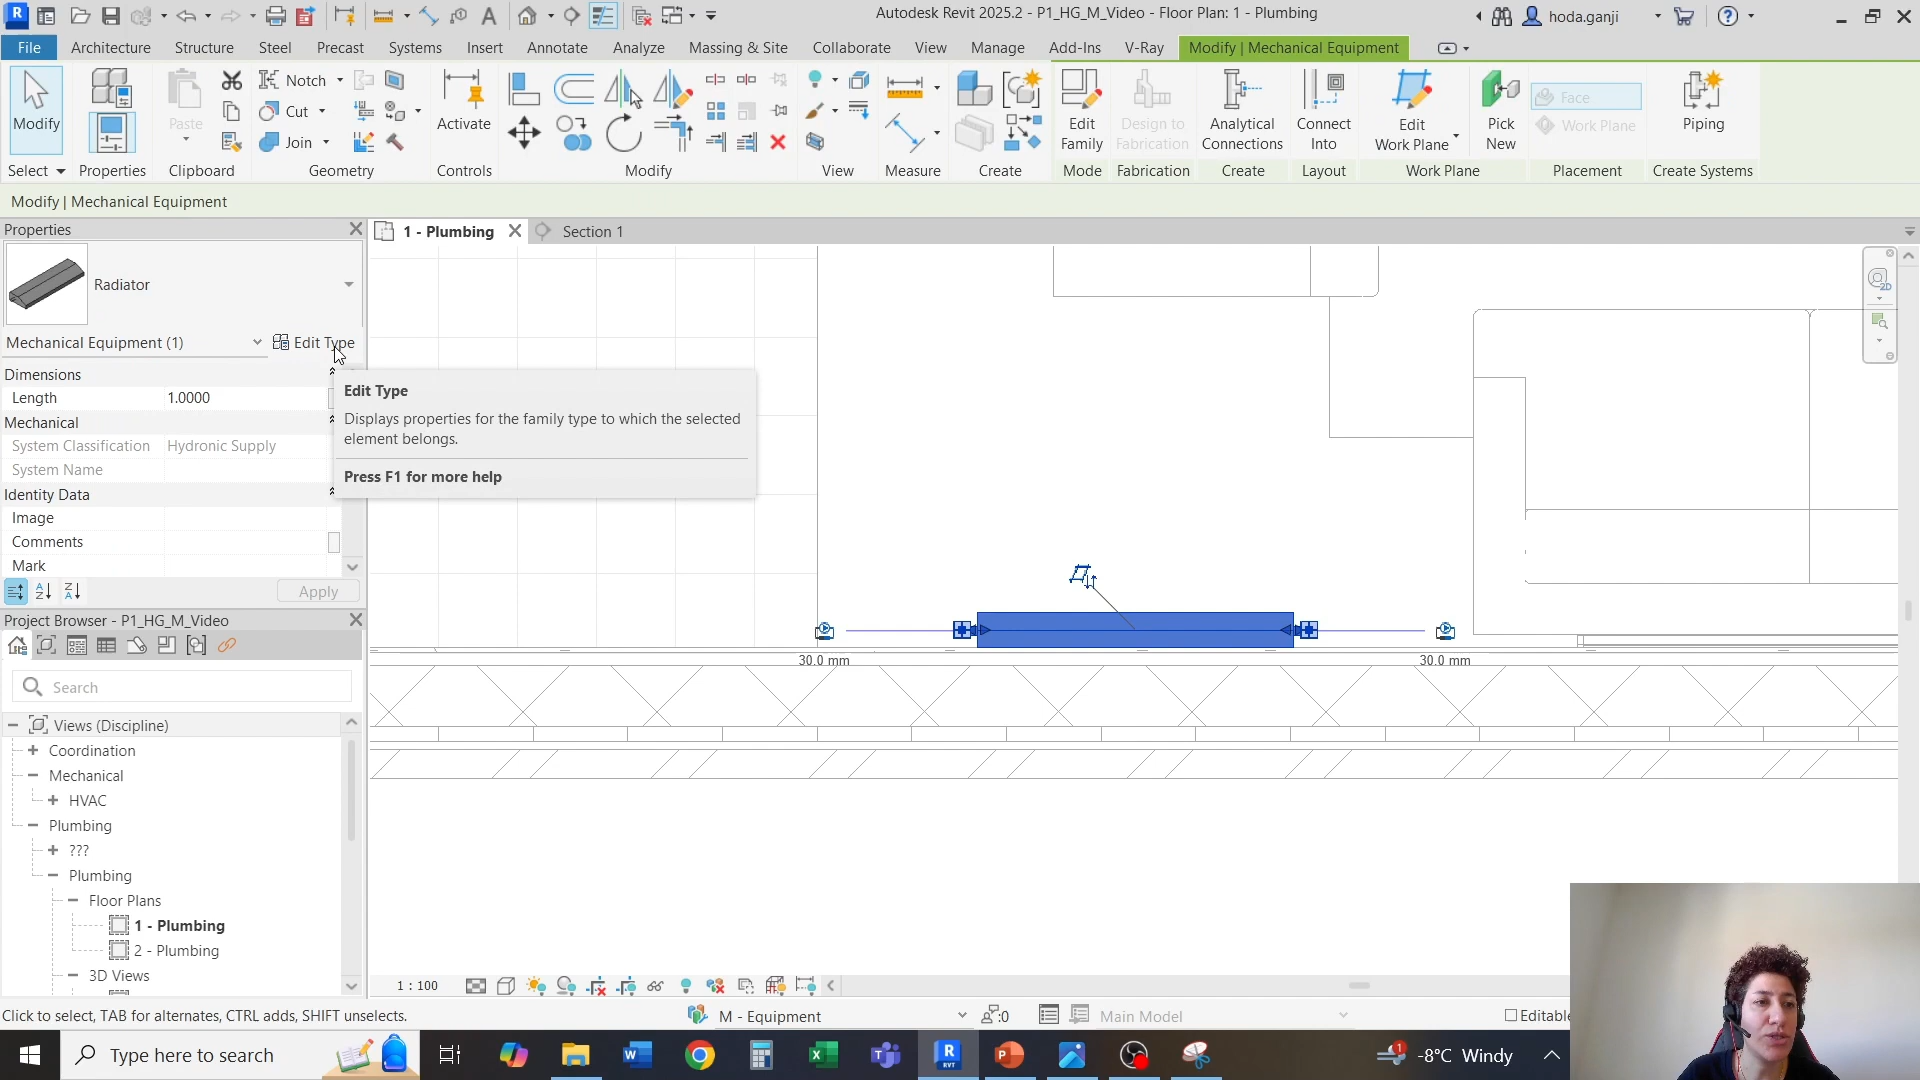 Autodesk Revit 2025.2 - P1_HG_M_Video - Floor Plan: 1 - Plumbing
hoda.ganji
File Architecture Structure Steel Precast Systems Insert Annotate Analyze Massing & Site Collaborate View Manage Add-Ins V-Ray Modify | Mechanical Equipment
Modify
Paste
Notch
Cut
Join
Activate
Edit
Family
Design to
Fabrication
Analytical
Connections
Connect
Into
Edit
Work Plane
Pick
New
Face
Work Plane
Piping
Select Properties Clipboard Geometry Controls Modify View Measure Create Mode Fabrication Create Layout Work Plane Placement Create Systems
Modify | Mechanical Equipment
Properties
1 - Plumbing
Section 1
Radiator
Mechanical Equipment (1)
Edit Type
Dimensions
Length 1.0000
Mechanical
System Classification Hydronic Supply
System Name
Identity Data
Image
Comments
Mark
Apply
Edit Type
Displays properties for the family type to which the selected
element belongs.
Press F1 for more help
2D
30.0 mm
30.0 mm
Project Browser - P1_HG_M_Video
Search
Views (Discipline)
Coordination
Mechanical
HVAC
Plumbing
???
Plumbing
Floor Plans
1 - Plumbing
2 - Plumbing
3D Views
1 : 100
Click to select, TAB for alternates, CTRL adds, SHIFT unselects.
M - Equipment
:0
Main Model
Editable
Type here to search
-8°C Windy